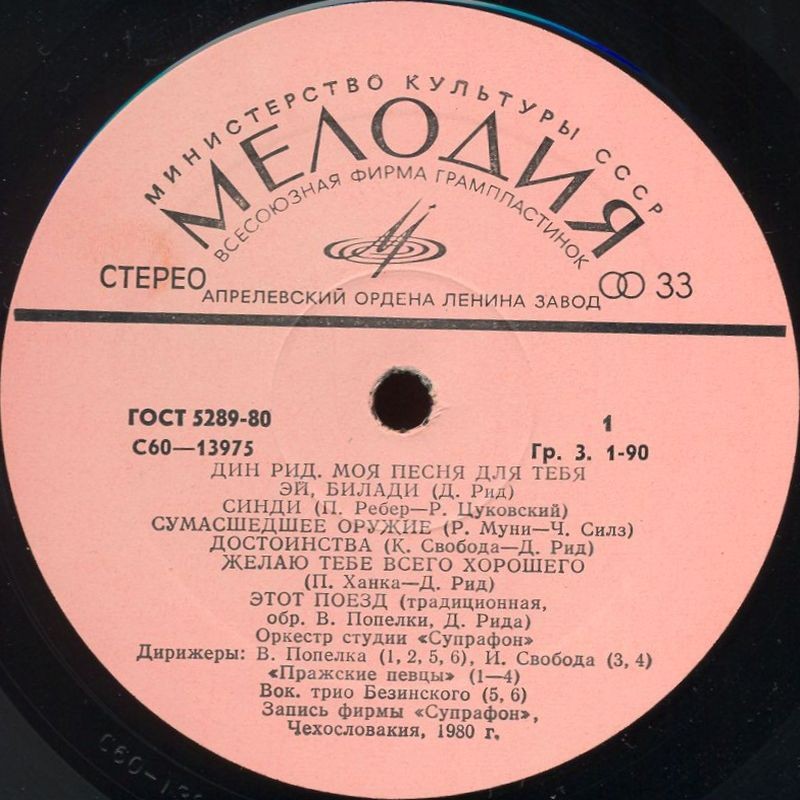 МИНИСТЕРСТВО КУЛЬТУРЫ СССР
МЕЛОДИЯ
ВСЕСОЮЗНАЯ ФИРМА ГРАМПЛАСТИНОК
СТЕРЕО
33
АПРЕЛЕВСКИЙ ОРДЕНА ЛЕНИНА ЗАВОД
ГОСТ 5289-80
1
С60—13975
Гр. 3. 1-90
ДИН РИД. МОЯ ПЕСНЯ ДЛЯ ТЕБЯ
ЭЙ, БИЛАДИ (Д. Рид)
СИНДИ (П. Ребер—Р. Цуковский)
СУМАСШЕДШЕЕ ОРУЖИЕ (Р. Муни—Ч. Силз)
ДОСТОИНСТВА (К. Свобода—Д. Рид)
ЖЕЛАЮ ТЕБЕ ВСЕГО ХОРОШЕГО
(П. Ханка—Д. Рид)
ЭТОТ ПОЕЗД (традиционная,
обр. В. Попелки, Д. Рида)
Оркестр студии «Супрафон»
Дирижеры: В. Попелка (1, 2, 5, 6), И. Свобода (3, 4)
«Пражские певцы» (1—4)
Вок. трио Безинского (5, 6)
Запись фирмы «Супрафон»,
Чехословакия, 1980 г.